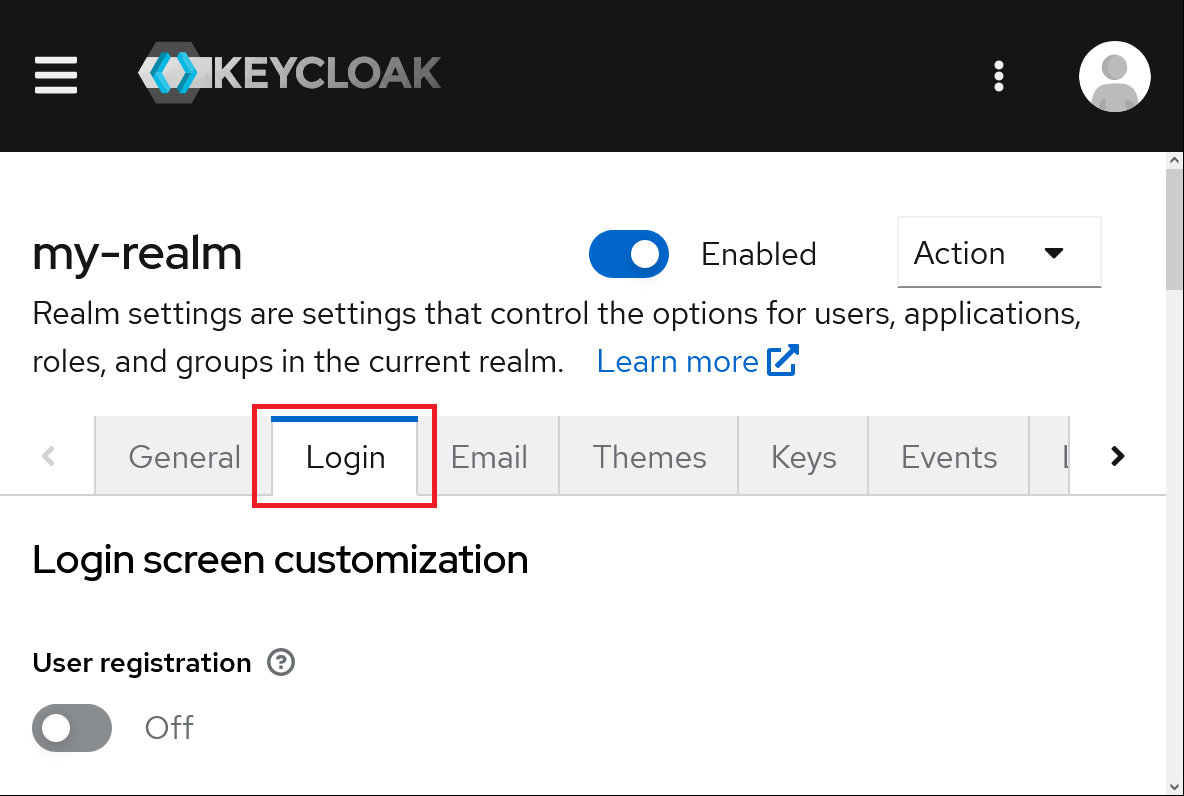 KEYCLOAK
my-realm
Enabled
Action
Realm settings are settings that control the options for users, applications,
roles, and groups in the current realm. Learn more
General Login Email Themes Keys Events
Login screen customization
User registration
Off